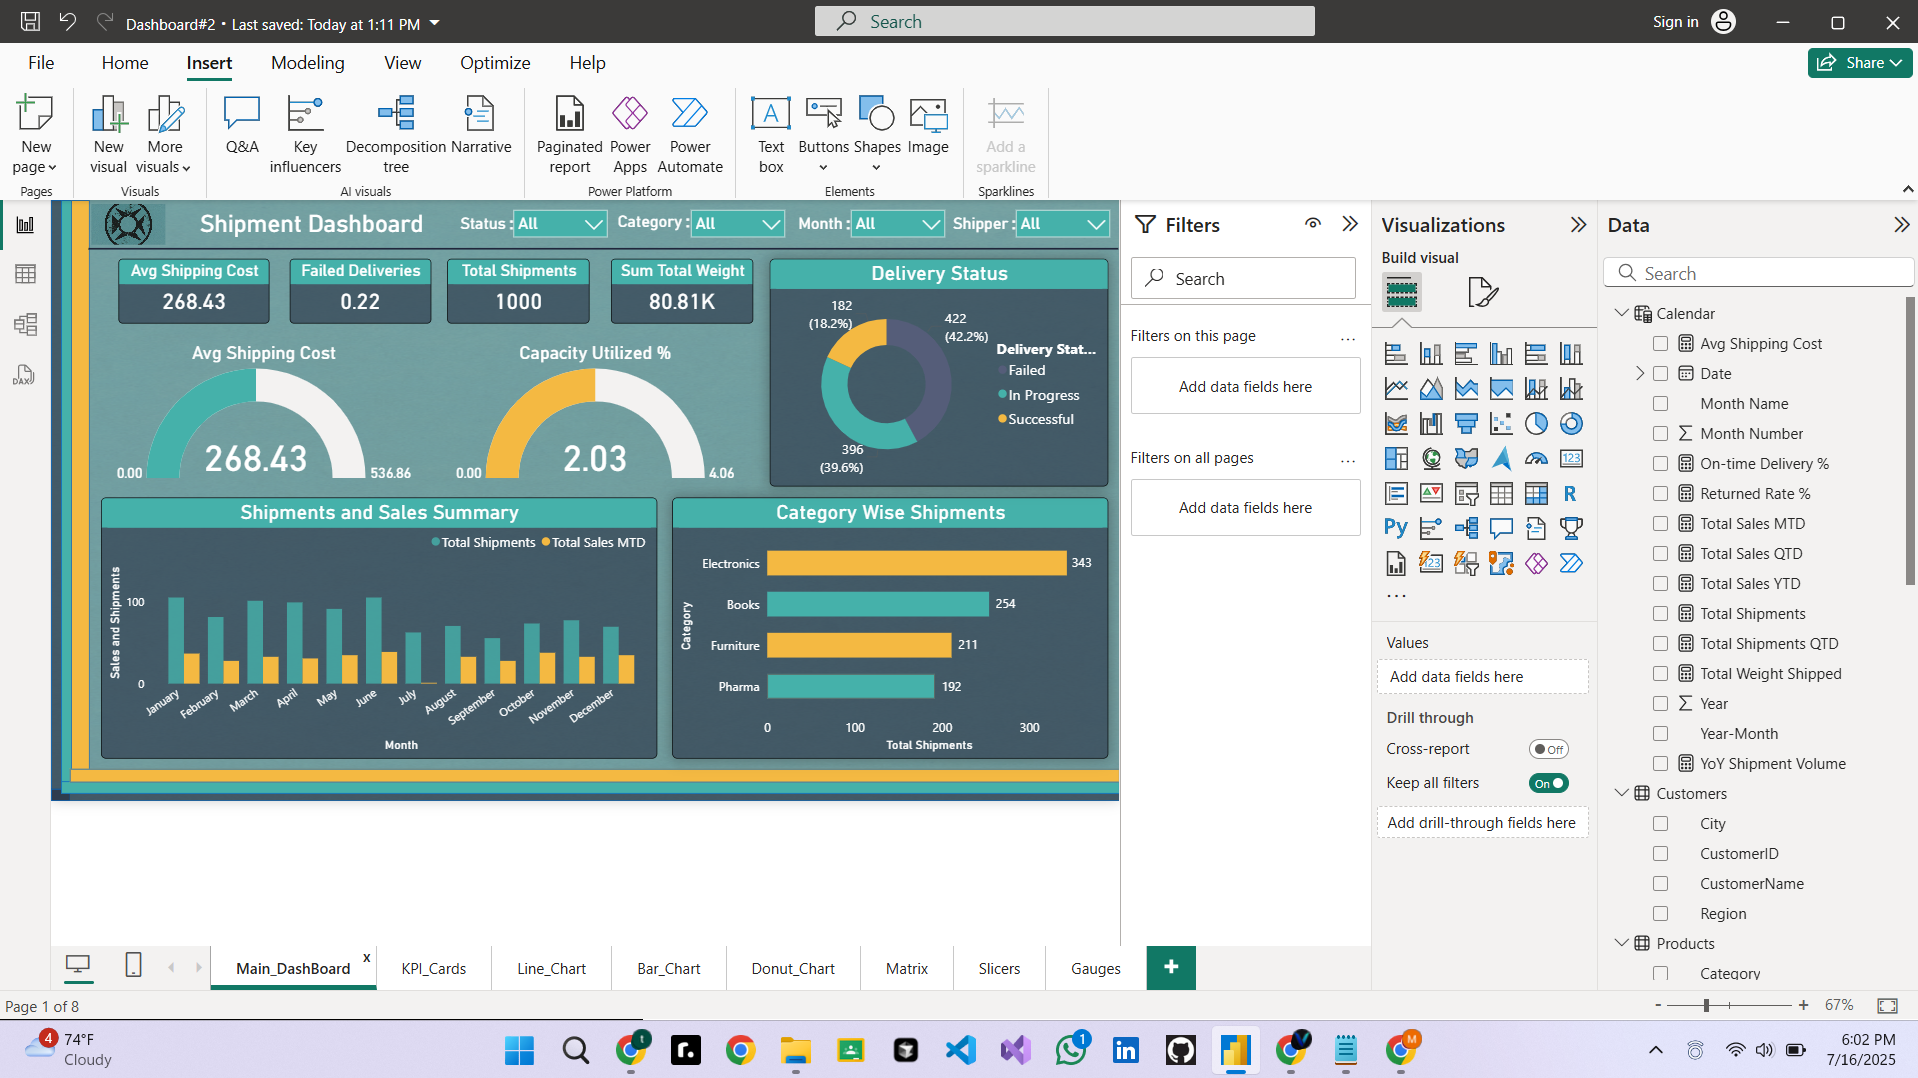 Dashboard#2 • Last saved: Today at 1:11 PM
Search
Sign in
File
Home
Insert
Modeling
View
Optimize
Help
Share
New page
New visual
More visuals
Q&A
Key influencers
Decomposition tree
Narrative
Paginated report
Power Apps
Power Automate
Text box
Buttons
Shapes
Image
Add a sparkline
Pages
Visuals
AI visuals
Power Platform
Elements
Sparklines
Shipment Dashboard
Status : All
Category : All
Month : All
Shipper : All
Avg Shipping Cost
268.43
Failed Deliveries
0.22
Total Shipments
1000
Sum Total Weight
80.81K
Avg Shipping Cost
0.00
268.43
536.86
Capacity Utilized %
0.00
2.03
4.06
Delivery Status
182
(18.2%)
422
(42.2%)
396
(39.6%)
Delivery Stat...
Failed
In Progress
Successful
Shipments and Sales Summary
Total Shipments
Total Sales MTD
Sales and Shipments
100
0
January
February
March
April
May
June
July
August
September
October
November
December
Month
Category Wise Shipments
Category
Electronics
343
Books
254
Furniture
211
Pharma
192
0
100
200
300
Total Shipments
Filters
Search
Filters on this page
...
Add data fields here
Filters on all pages
...
Add data fields here
Visualizations
Build visual
123
R
Py
123
...
Values
Add data fields here
Drill through
Cross-report
Off
Keep all filters
On
Add drill-through fields here
Data
Search
Calendar
Avg Shipping Cost
Date
Month Name
Month Number
On-time Delivery %
Returned Rate %
Total Sales MTD
Total Sales QTD
Total Sales YTD
Total Shipments
Total Shipments QTD
Total Weight Shipped
Year
Year-Month
YoY Shipment Volume
Customers
City
CustomerID
CustomerName
Region
Products
Category
DAX
Main_DashBoard
x
KPI_Cards
Line_Chart
Bar_Chart
Donut_Chart
Matrix
Slicers
Gauges
+
Page 1 of 8
- + 67%
4
74°F
Cloudy
t
r.
1
in
V
M
6:02 PM
7/16/2025